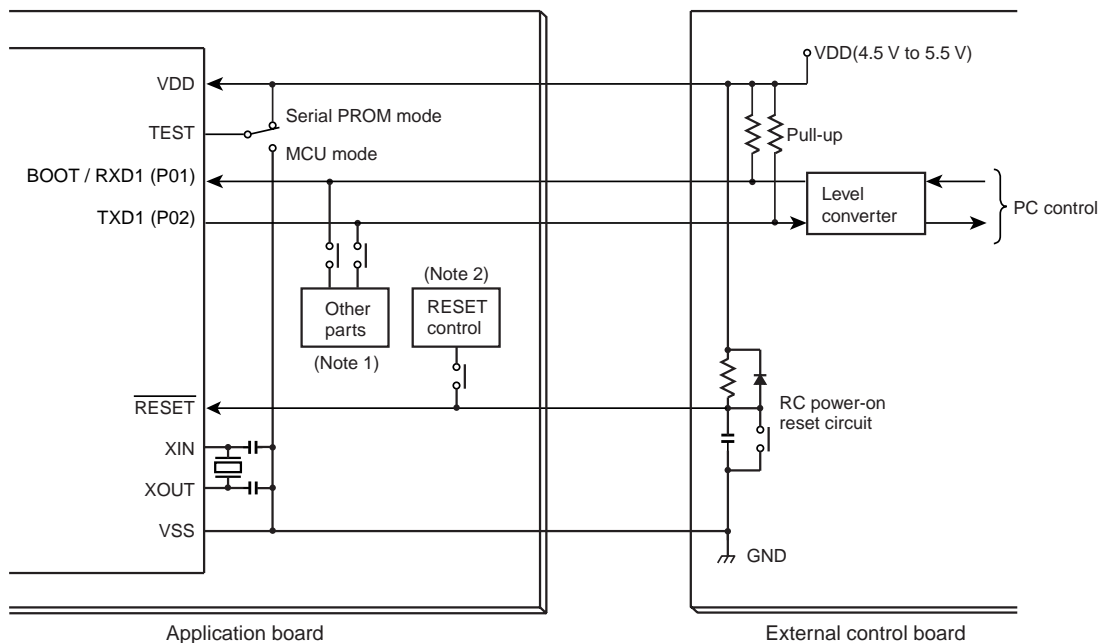 VDD(4.5 V to 5.5 V)
VDD
Serial PROM mode
TEST
Pull-up
MCU mode
BOOT / RXD1 (P01)
Level
converter
PC control
TXD1 (P02)
(Note 2)
Other
parts
RESET
control
(Note 1)
RESET
RC power-on
reset circuit
XIN
XOUT
VSS
GND
Application board
External control board